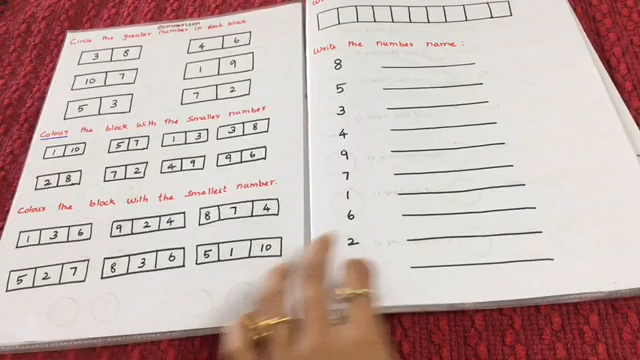 Comparison
Circle the greater number in each block
3 8 4 6
10 7 1 9
5 3 7 2
Colour the block with the smaller number
1 10 5 7 1 3 3 8
2 8 7 2 4 9 9 6
Colour the block with the smallest number.
1 3 6 9 2 4 8 7 4
5 2 7 8 3 6 5 1 10
Write the number name:
8
5
3
4
9
7
1
6
2